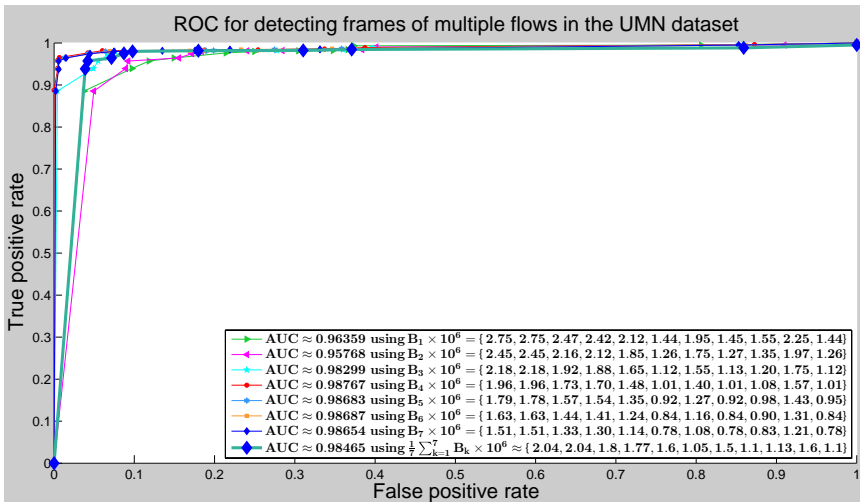 ROC for detecting frames of multiple flows in the UMN dataset
True positive rate
1
0.9
0.8
0.7
0.6
0.5
0.4
0.3
0.2
0.1
0
AUC ≈ 0.96359 using B₁ × 10⁶ = {2.75, 2.75, 2.47, 2.42, 2.12, 1.44, 1.95, 1.45, 1.55, 2.25, 1.44}
AUC ≈ 0.95768 using B₂ × 10⁶ = {2.45, 2.45, 2.16, 2.12, 1.85, 1.26, 1.75, 1.27, 1.35, 1.97, 1.26}
AUC ≈ 0.98299 using B₃ × 10⁶ = {2.18, 2.18, 1.92, 1.88, 1.65, 1.12, 1.55, 1.13, 1.20, 1.75, 1.12}
AUC ≈ 0.98767 using B₄ × 10⁶ = {1.96, 1.96, 1.73, 1.70, 1.48, 1.01, 1.40, 1.01, 1.08, 1.57, 1.01}
AUC ≈ 0.98683 using B₅ × 10⁶ = {1.79, 1.78, 1.57, 1.54, 1.35, 0.92, 1.27, 0.92, 0.98, 1.43, 0.95}
AUC ≈ 0.98687 using B₆ × 10⁶ = {1.63, 1.63, 1.44, 1.41, 1.24, 0.84, 1.16, 0.84, 0.90, 1.31, 0.84}
AUC ≈ 0.98654 using B₇ × 10⁶ = {1.51, 1.51, 1.33, 1.30, 1.14, 0.78, 1.08, 0.78, 0.83, 1.21, 0.78}
AUC ≈ 0.98465 using 1/7 ∑⁷ₖ₌₁ Bₖ × 10⁶ ≈ {2.04, 2.04, 1.8, 1.77, 1.6, 1.05, 1.5, 1.1, 1.13, 1.6, 1.1}
0 0.1 0.2 0.3 0.4 0.5 0.6 0.7 0.8 0.9 1
False positive rate